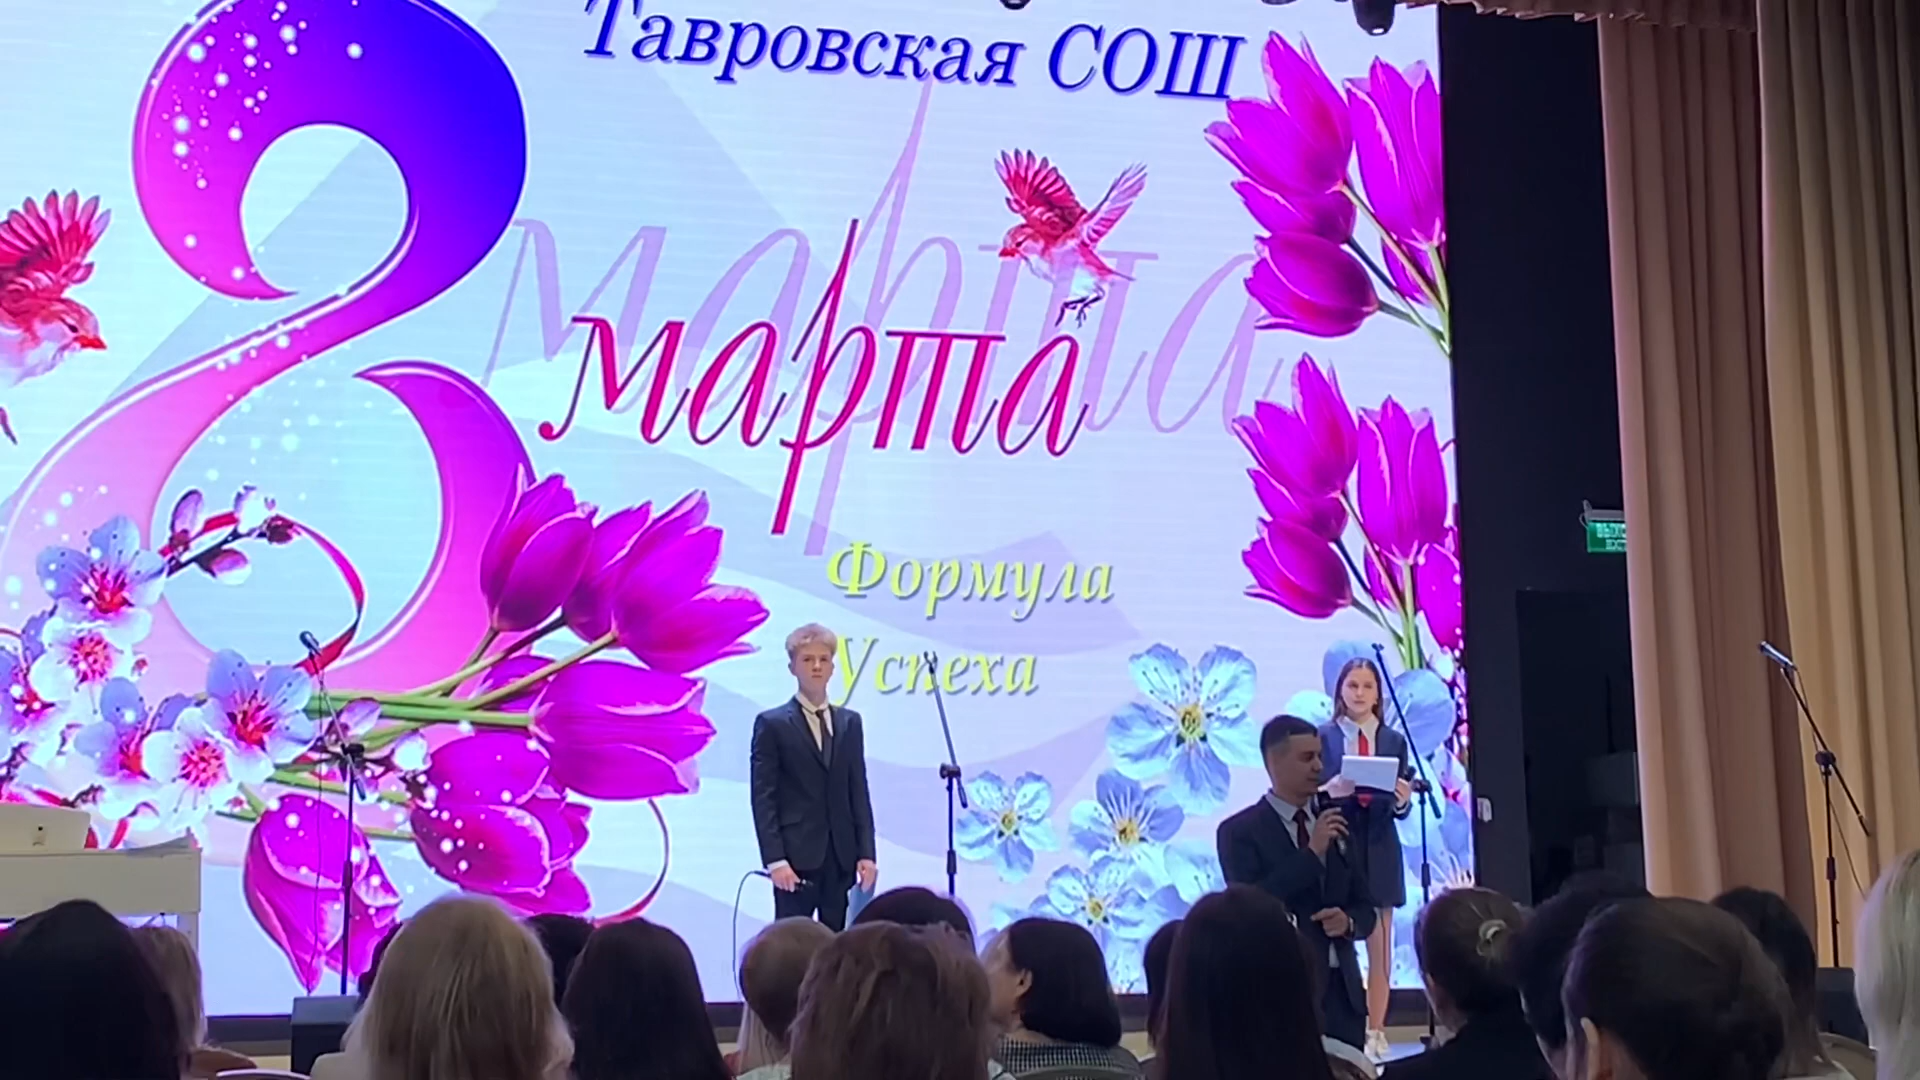 Тавровская СОШ
8 марта
марта
Формула
Успеха